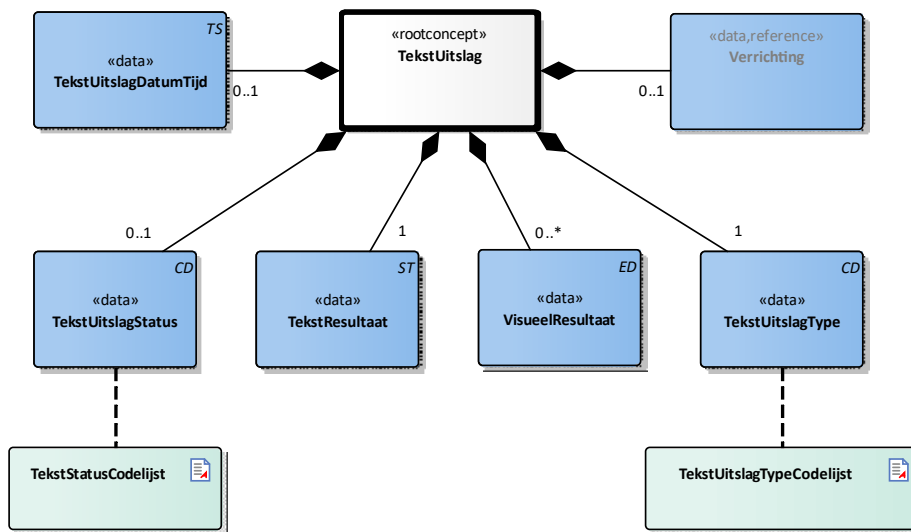 TS
«data»
TekstUitslagDatumTijd
0..1
«rootconcept»
TekstUitslag
«data,reference»
Verrichting
0..1
0..1
1
0..*
1
CD
«data»
TekstUitslagStatus
ST
«data»
TekstResultaat
ED
«data»
VisueelResultaat
CD
«data»
TekstUitslagType
TekstStatusCodelijst
TekstUitslagTypeCodelijst